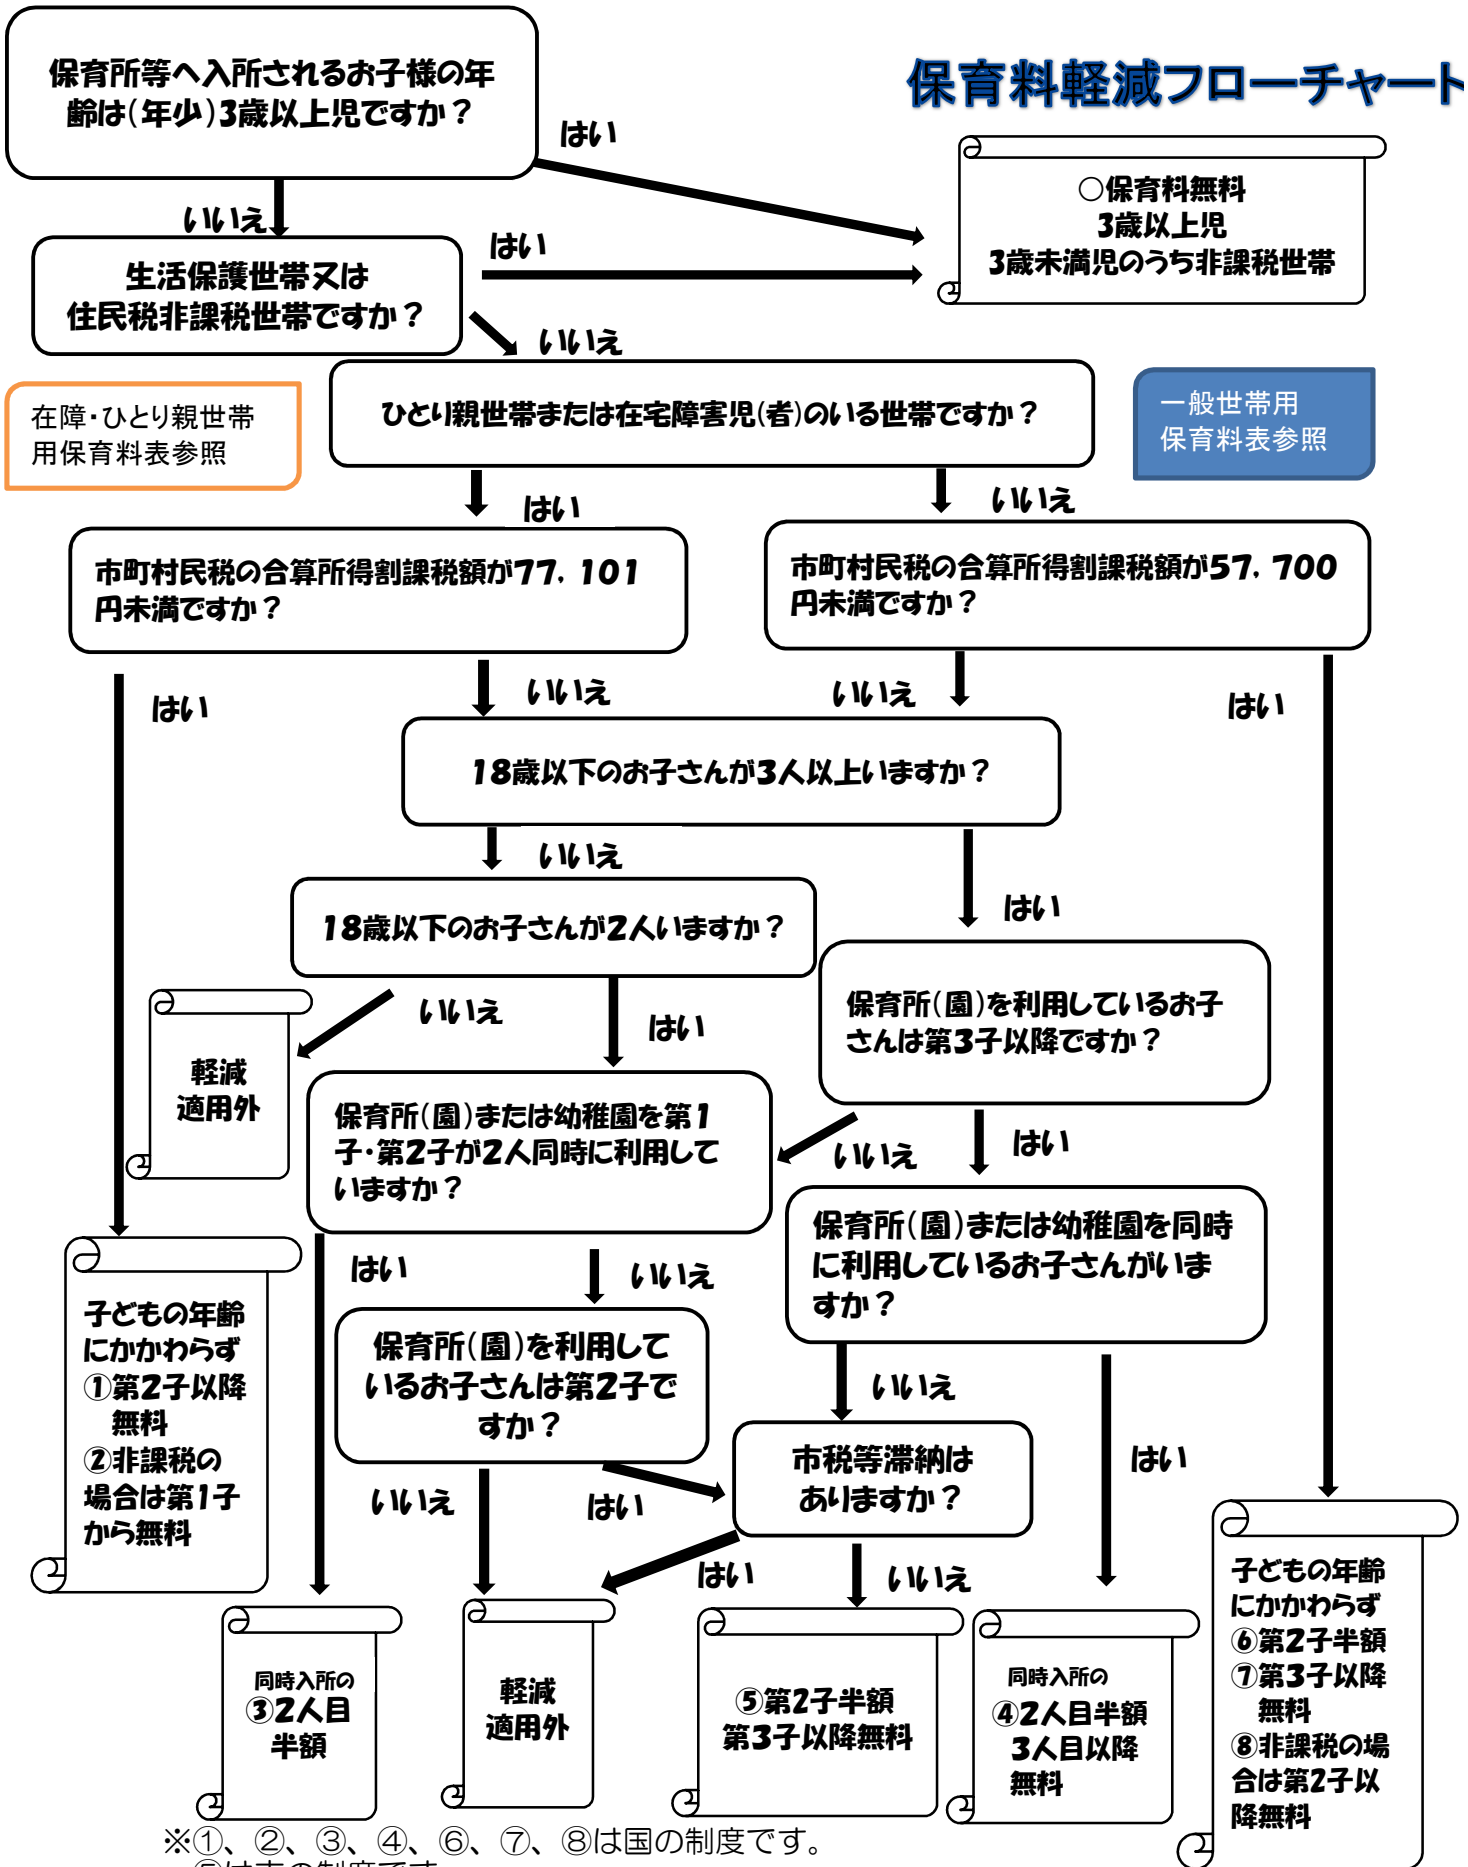 保育料軽減フローチャート
保育所等へ入所されるお子様の年
齢は(年少)3歳以上児ですか？
はい
○保育料無料
3歳以上児
3歳未満児のうち非課税世帯
いいえ
生活保護世帯又は
住民税非課税世帯ですか？
はい
いいえ
在障・ひとり親世帯
用保育料表参照
ひとり親世帯または在宅障害児(者)のいる世帯ですか？
一般世帯用
保育料表参照
はい
いいえ
市町村民税の合算所得割課税額が77，101
円未満ですか？
市町村民税の合算所得割課税額が57，700
円未満ですか？
はい
いいえ
いいえ
はい
18歳以下のお子さんが3人以上いますか？
いいえ
はい
18歳以下のお子さんが2人いますか？
いいえ
はい
保育所(園)を利用しているお子
さんは第3子以降ですか？
軽減
適用外
保育所(園)または幼稚園を第1
子・第2子が2人同時に利用して
いますか？
いいえ
はい
保育所(園)または幼稚園を同時
に利用しているお子さんがいま
すか？
はい
いいえ
子どもの年齢
にかかわらず
①第2子以降
無料
②非課税の
場合は第1子
から無料
保育所(園)を利用して
いるお子さんは第2子で
すか？
いいえ
はい
市税等滞納は
ありますか？
いいえ
はい
はい
いいえ
同時入所の
③2人目
半額
軽減
適用外
⑤第2子半額
第3子以降無料
同時入所の
④2人目半額
3人目以降
無料
子どもの年齢
にかかわらず
⑥第2子半額
⑦第3子以降
無料
⑧非課税の場
合は第2子以
降無料
※①、②、③、④、⑥、⑦、⑧は国の制度です。